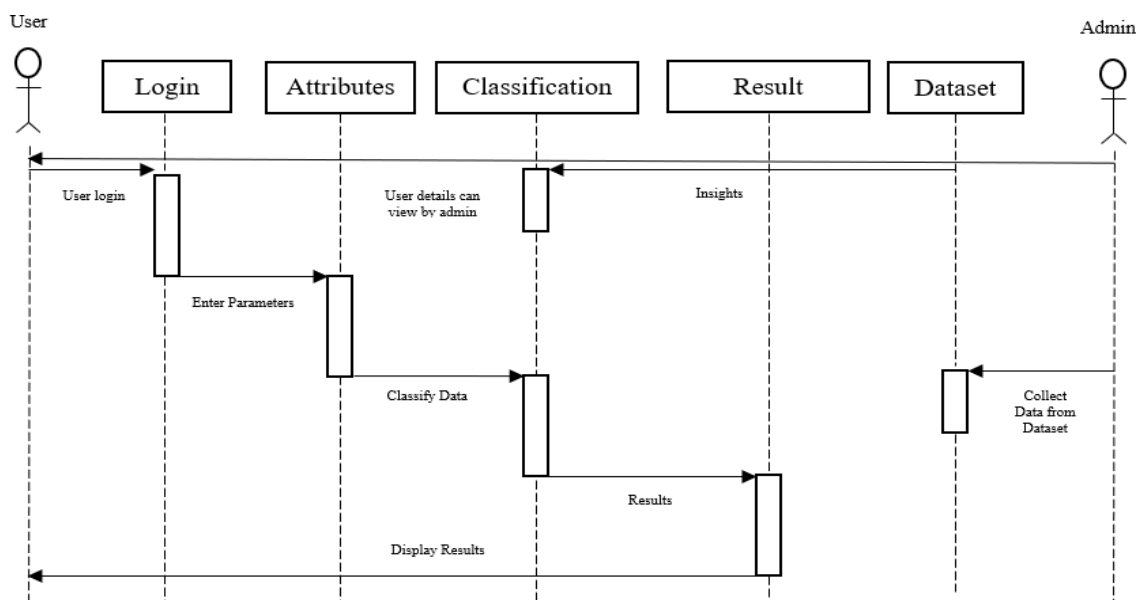 User
Admin
Login
Attributes
Classification
Result
Dataset
User login
User details can
view by admin
Insights
Enter Parameters
Classify Data
Collect
Data from
Dataset
Results
Display Results